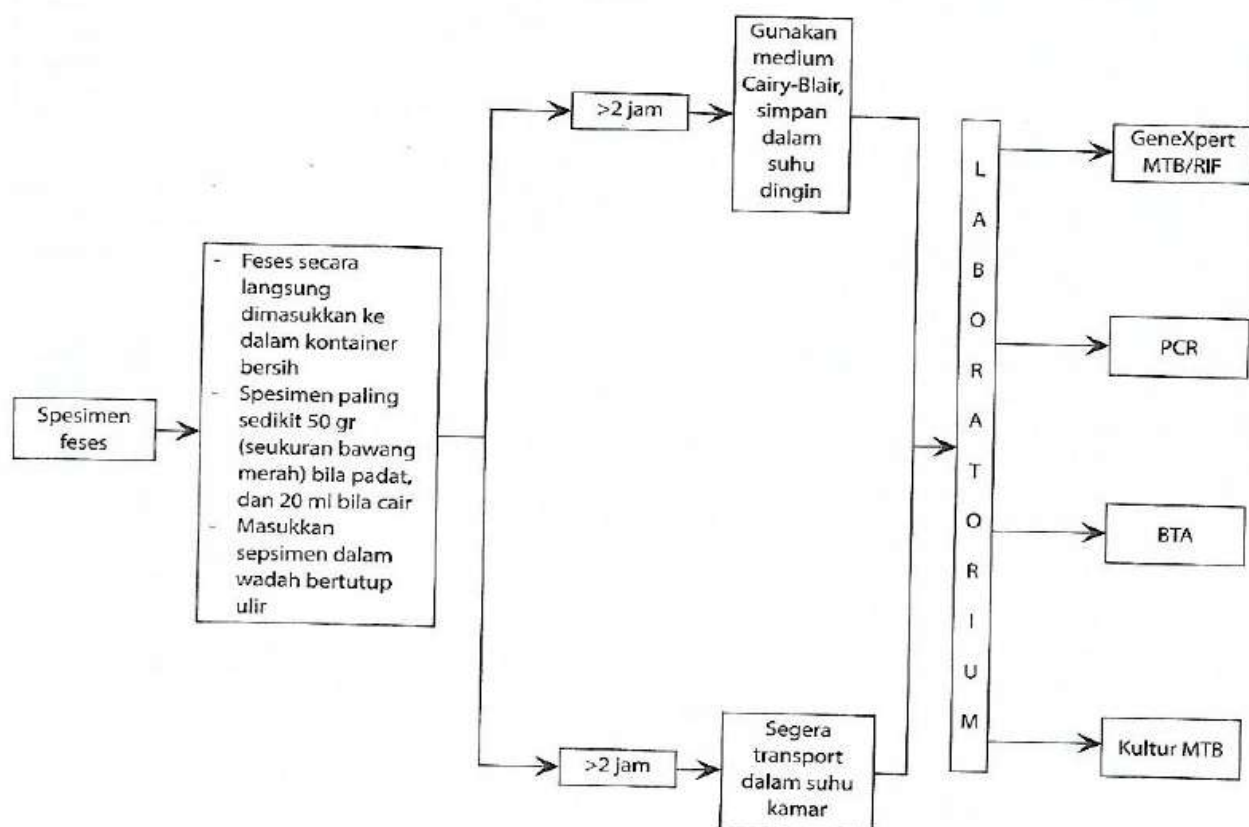 Spesimen
feses
- Feses secara
langsung
dimasukkan ke
dalam kontainer
bersih
- Spesimen paling
sedikit 50 gr
(seukuran bawang
merah) bila padat,
dan 20 ml bila cair
- Masukkan
sepsimen dalam
wadah bertutup
ulir
>2 jam
Gunakan
medium
Cairy-Blair,
simpan
dalam
suhu
dingin
>2 jam
Segera
transport
dalam suhu
kamar
L
A
B
O
R
A
T
O
R
I
U
M
GeneXpert
MTB/RIF
PCR
BTA
Kultur MTB